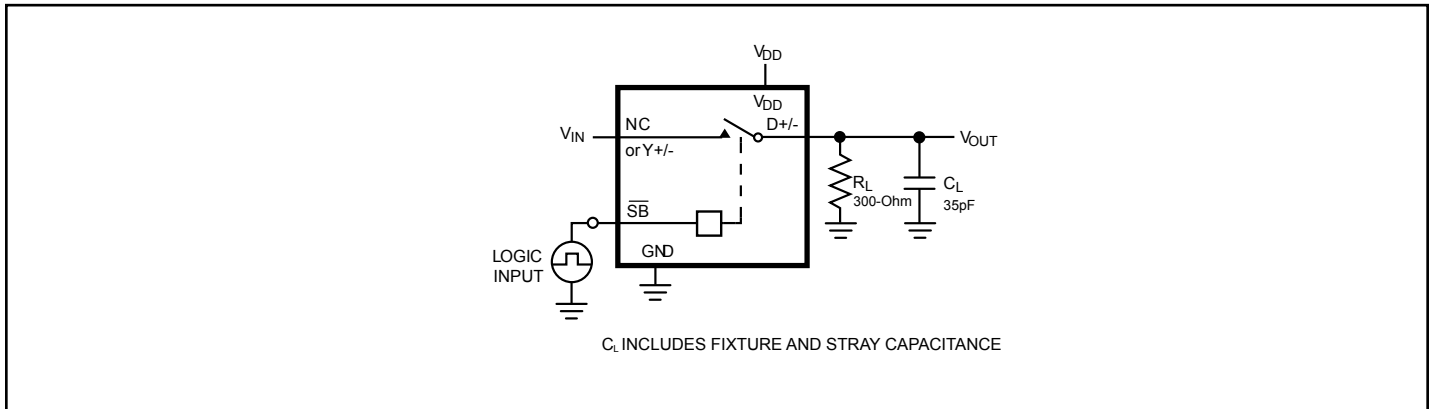 VDD
VDD
VIN
NC
D+/-
VOUT
or Y+/-
RL
300-Ohm
CL
35pF
SB
GND
LOGIC
INPUT
CL INCLUDES FIXTURE AND STRAY CAPACITANCE